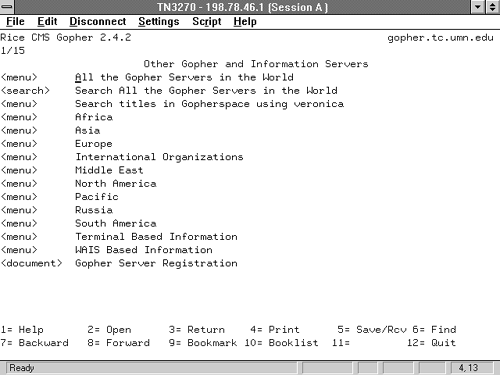 TN3270 - 198.78.46.1 (Session A )
File Edit Disconnect Settings Script Help
Rice CMS Gopher 2.4.2 gopher.tc.umn.edu
1/15
Other Gopher and Information Servers
<menu> All the Gopher Servers in the World
<search> Search All the Gopher Servers in the World
<menu> Search titles in Gopherspace using veronica
<menu> Africa
<menu> Asia
<menu> Europe
<menu> International Organizations
<menu> Middle East
<menu> North America
<menu> Pacific
<menu> Russia
<menu> South America
<menu> Terminal Based Information
<menu> WAIS Based Information
<document> Gopher Server Registration
1= Help 2= Open 3= Return 4= Print 5= Save/Rcv 6= Find
7= Backward 8= Forward 9= Bookmark 10= Booklist 11= 12= Quit
Ready 4, 13